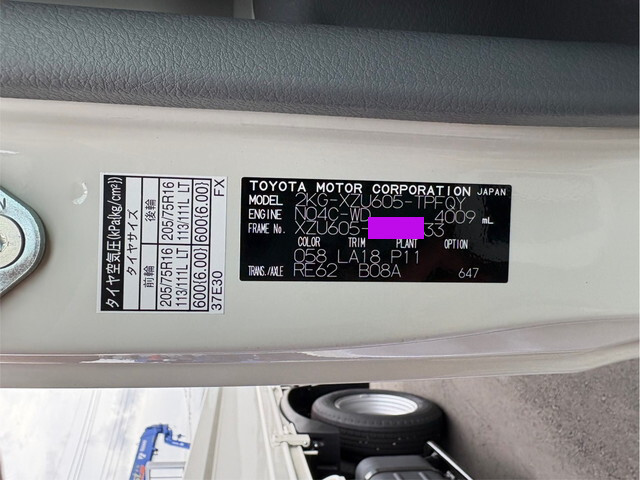 TOYOTA MOTOR CORPORATION JAPAN
MODEL 2KG-XZU605-TPFQY
ENGINE N04C-WD 4009 mL
FRAME No. XZU605- 33
COLOR TRIM PLANT OPTION
058 LA18 P11
TRANS./AXLE RE62 B08A 647
タイヤ空気圧(kPa{kg/cm²})
タイヤサイズ
前輪 後輪
205/75R16 205/75R16
113/111L LT 113/111L LT
600{6.00} 600{6.00}
37E30 FX